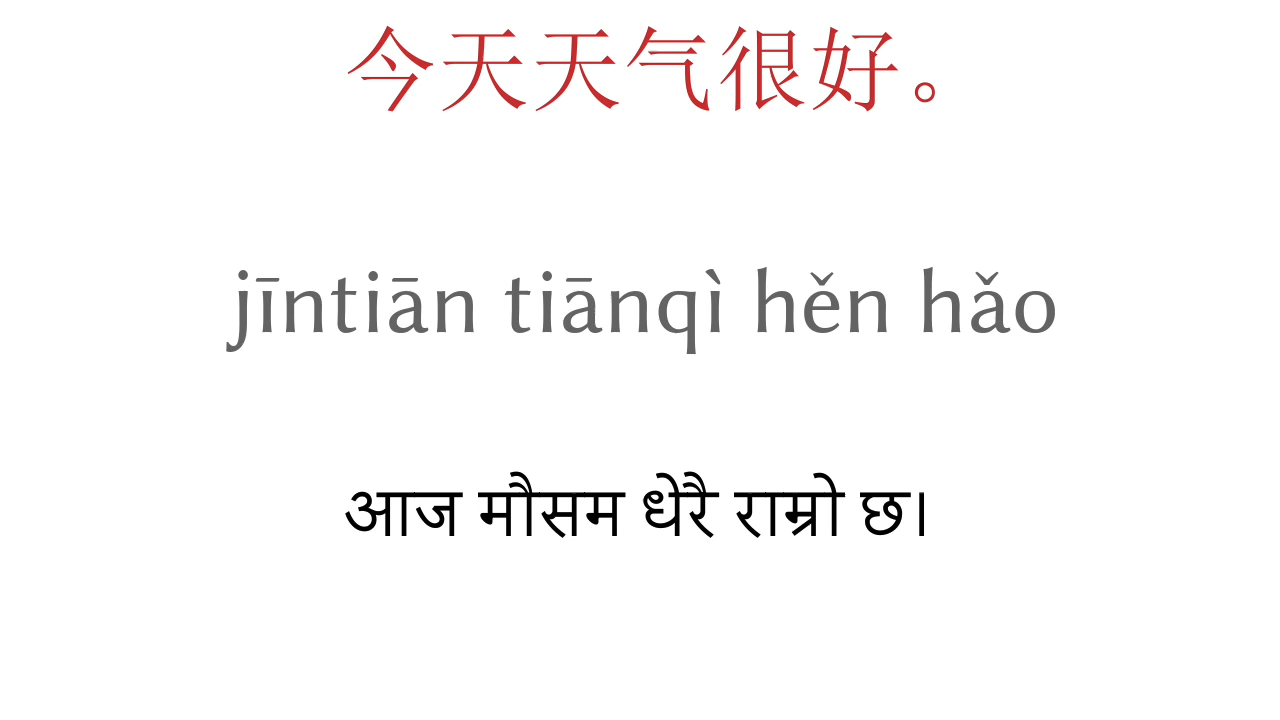 今天天气很好。
jīntiān tiānqì hěn hǎo
आज मौसम धेरै राम्रो छ।